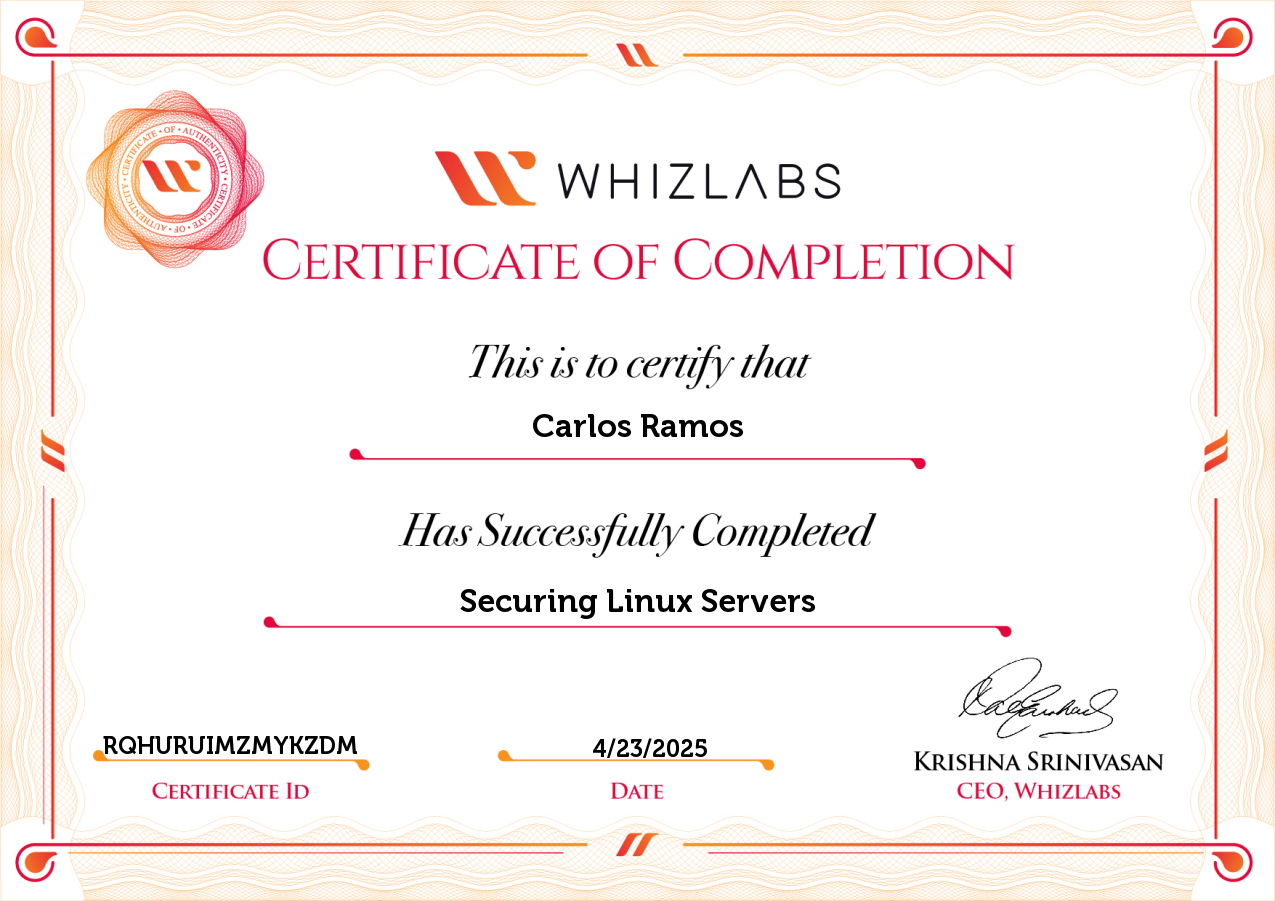 CERTIFICATE • OF • AUTHENTICITY • CERTIFICATE • OF • AUTHENTICITY •
WHIZLABS
Certificate of Completion
This is to certify that
Carlos Ramos
Has Successfully Completed
Securing Linux Servers
RQHURUIMZMYKZDM
Certificate Id
4/23/2025
Date
Krishna Srinivasan
CEO, Whizlabs